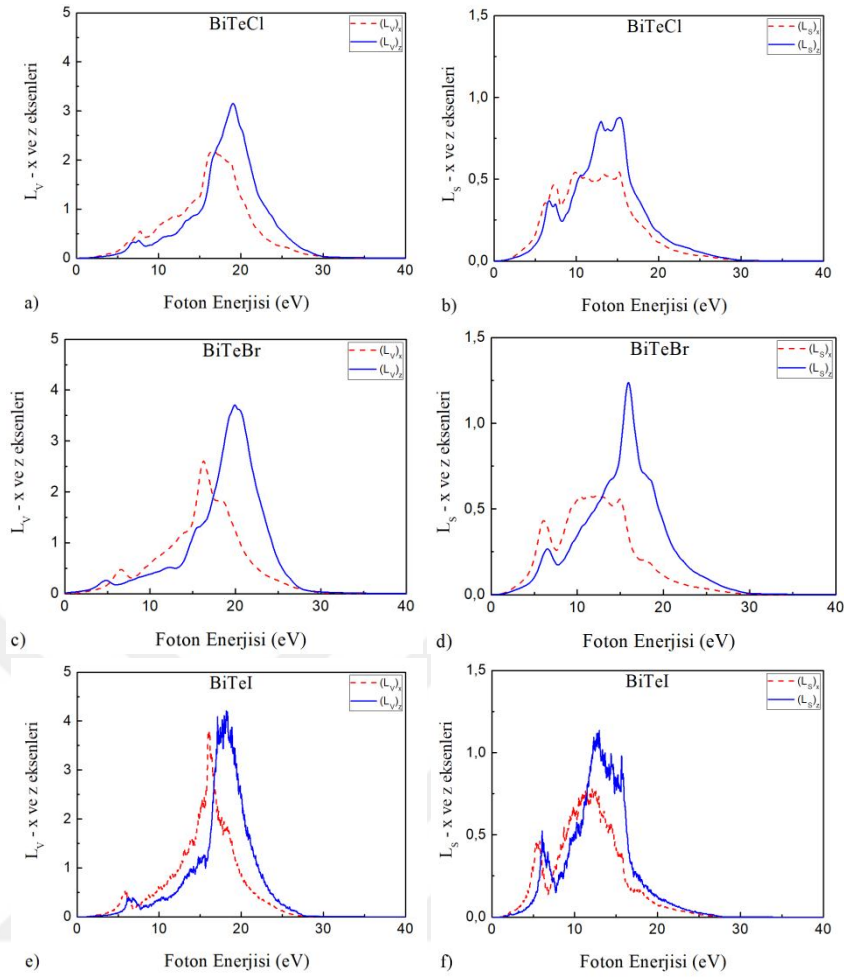 BiTeCl
(L_V)_x
(L_V)_z
L_V - x ve z eksenleri
5
4
3
2
1
0
0 10 20 30 40
a) Foton Enerjisi (eV)
BiTeCl
(L_S)_x
(L_S)_z
L_S - x ve z eksenleri
1,5
1,0
0,5
0,0
0 10 20 30 40
b) Foton Enerjisi (eV)
BiTeBr
(L_V)_x
(L_V)_z
L_V - x ve z eksenleri
5
4
3
2
1
0
0 10 20 30 40
c) Foton Enerjisi (eV)
BiTeBr
(L_S)_x
(L_S)_z
L_S - x ve z eksenleri
1,5
1,0
0,5
0,0
0 10 20 30 40
d) Foton Enerjisi (eV)
BiTeI
(L_V)_x
(L_V)_z
L_V - x ve z eksenleri
5
4
3
2
1
0
0 10 20 30 40
e) Foton Enerjisi (eV)
BiTeI
(L_S)_x
(L_S)_z
L_S - x ve z eksenleri
1,5
1,0
0,5
0,0
0 10 20 30 40
f) Foton Enerjisi (eV)